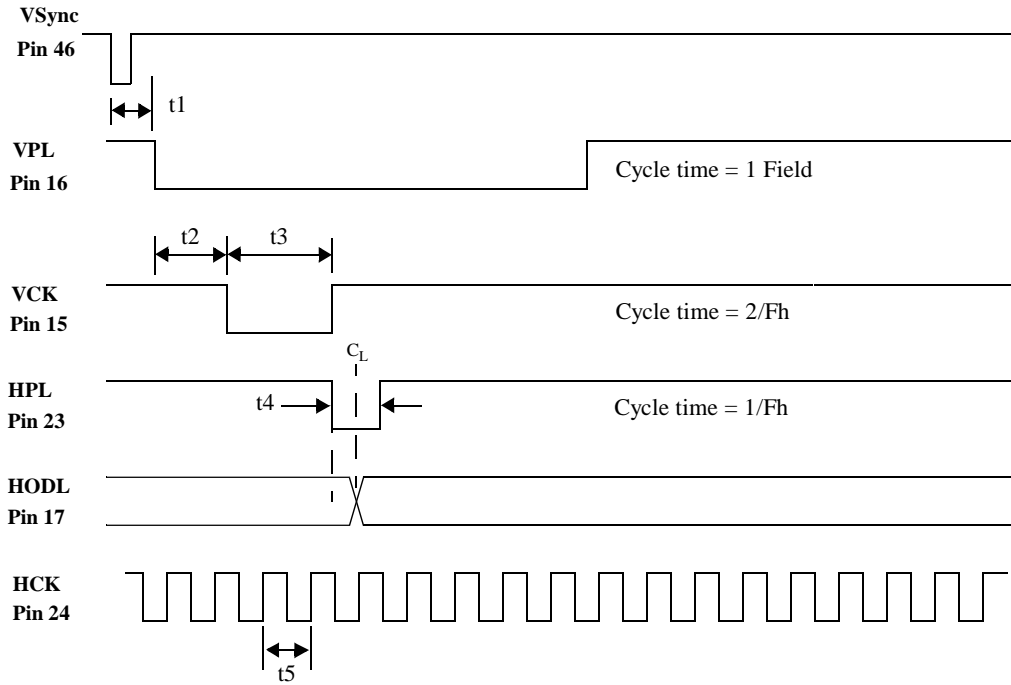 VSync
Pin 46
t1
VPL
Pin 16
Cycle time = 1 Field
t2
t3
VCK
Pin 15
Cycle time = 2/Fh
CL
HPL
Pin 23
t4
Cycle time = 1/Fh
HODL
Pin 17
HCK
Pin 24
t5